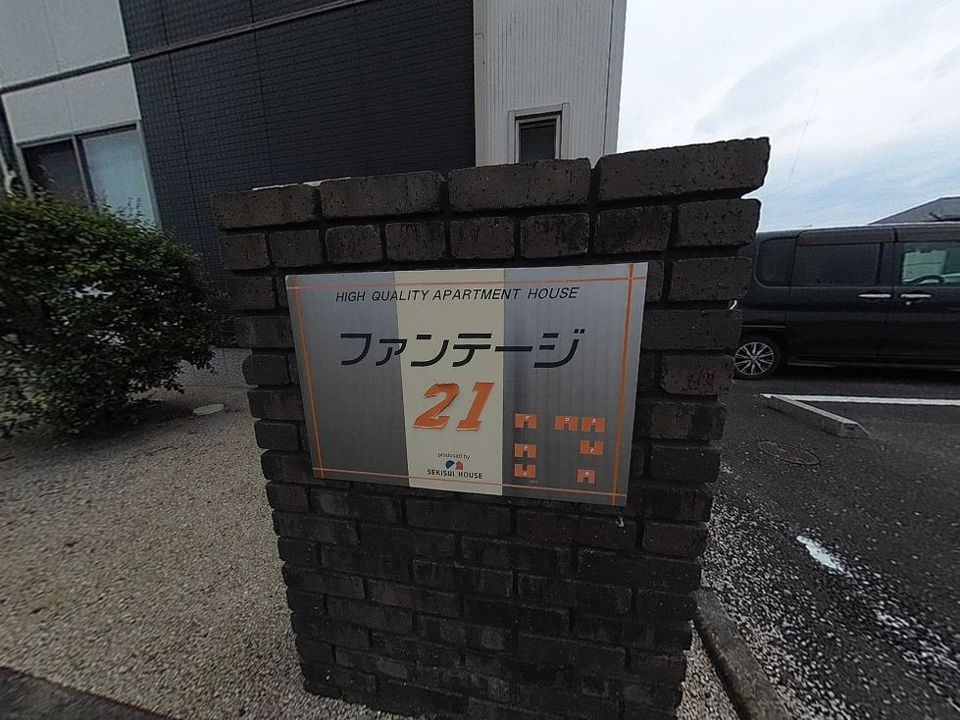 HIGH QUALITY APARTMENT HOUSE
ファンテージ
21
produced by
SEKISUI HOUSE